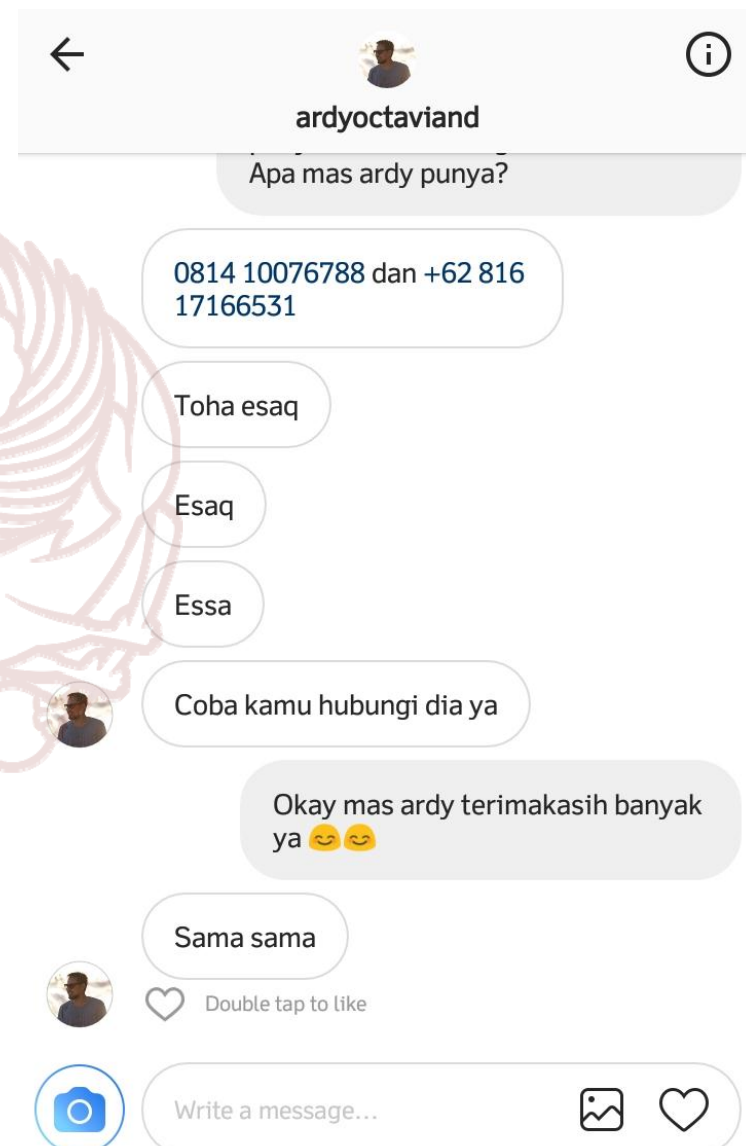 ardyoctaviand
Apa mas ardy punya?
0814 10076788 dan +62 816
17166531
Toha esaq
Esaq
Essa
Coba kamu hubungi dia ya
Okay mas ardy terimakasih banyak
ya 😊😊
Sama sama
Double tap to like
Write a message...